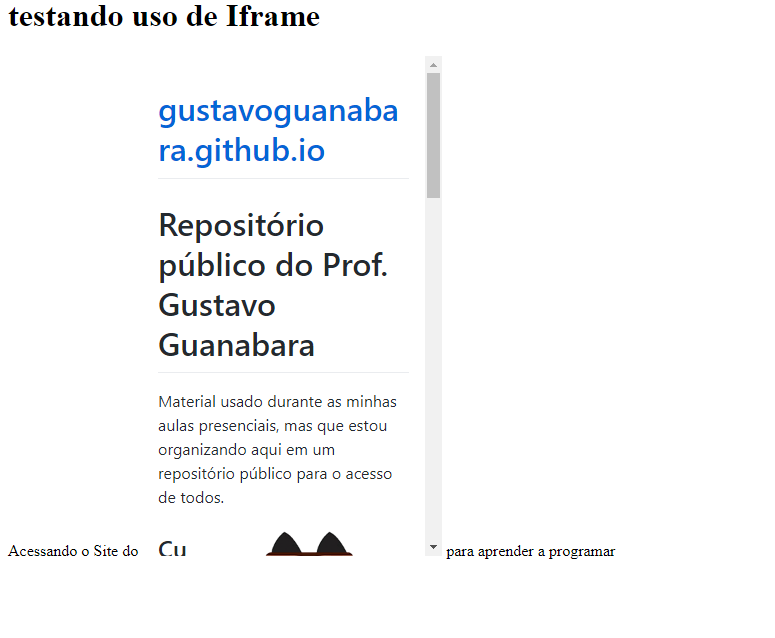 testando uso de Iframe
gustavoguanaba
ra.github.io
Repositório
público do Prof.
Gustavo
Guanabara
Material usado durante as minhas
aulas presenciais, mas que estou
organizando aqui em um
repositório público para o acesso
de todos.
Acessando o Site do
Cu
para aprender a programar